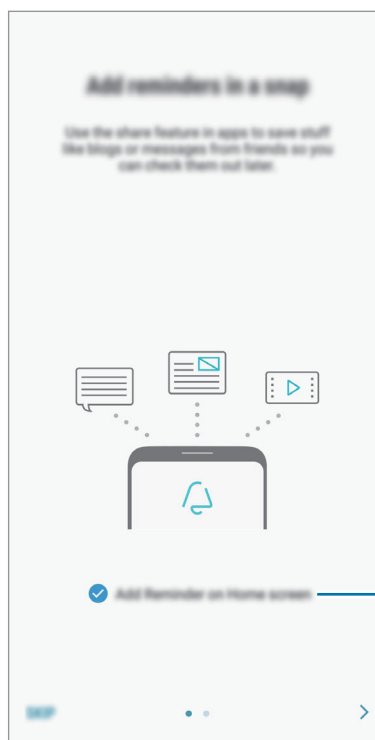 Add reminders in a snap
Use the share feature in apps to save stuff
like blogs or messages from friends so you
can check them out later.
Add Reminder on Home screen
SKIP